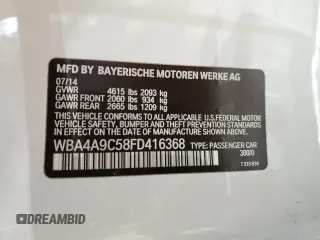 MFD BY BAYERISCHE MOTOREN WERKE AG
07/14
GVWR 4615 lbs 2093 kg
GAWR FRONT 2060 lbs 934 kg
GAWR REAR 2665 lbs 1209 kg
THIS VEHICLE CONFORMS TO ALL APPLICABLE U.S. FEDERAL MOTOR
VEHICLE SAFETY, BUMPER, AND THEFT PREVENTION STANDARDS IN
EFFECT ON THE DATE OF MANUFACTURE SHOWN ABOVE.
WBA4A9C58FD416368 TYPE: PASSENGER CAR
300/0
DREAMBID